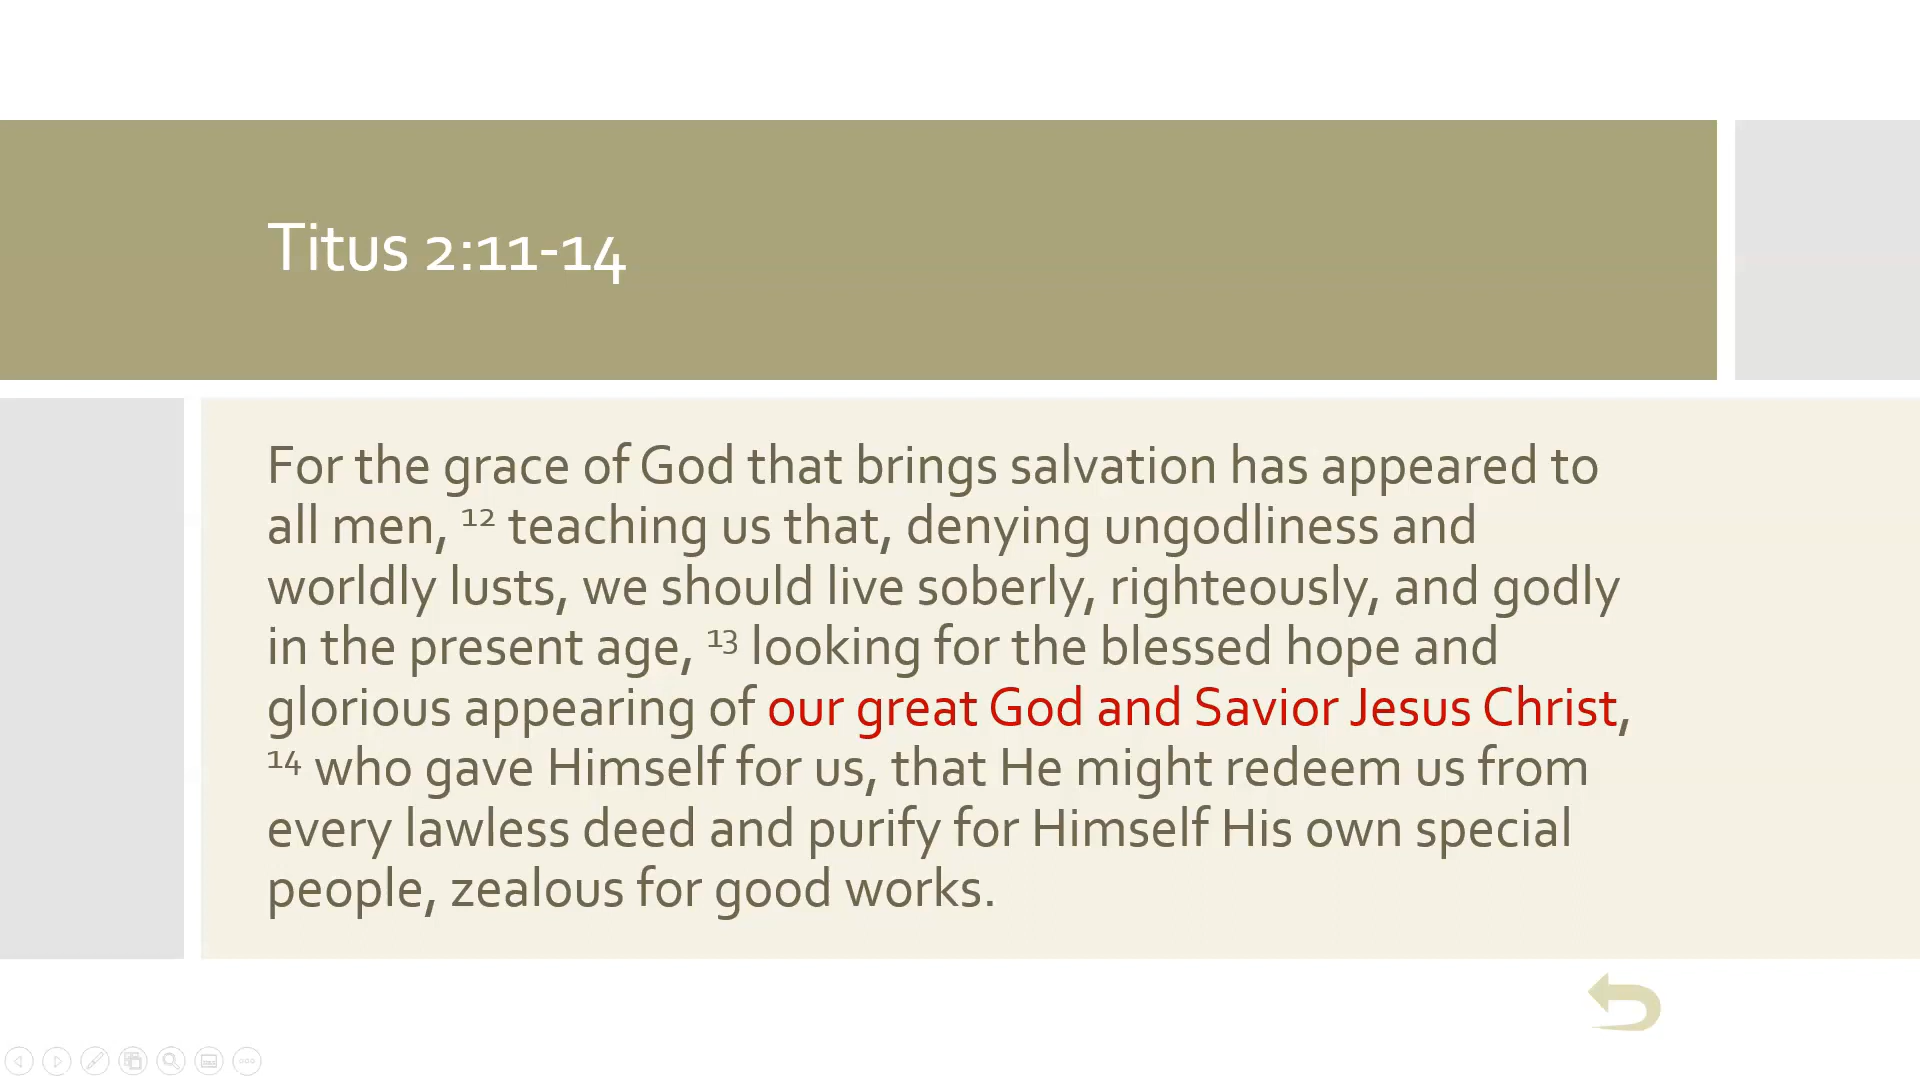 Titus 2:11-14
For the grace of God that brings salvation has appeared to
all men, 12 teaching us that, denying ungodliness and
worldly lusts, we should live soberly, righteously, and godly
in the present age, 13 looking for the blessed hope and
glorious appearing of our great God and Savior Jesus Christ,
14 who gave Himself for us, that He might redeem us from
every lawless deed and purify for Himself His own special
people, zealous for good works.